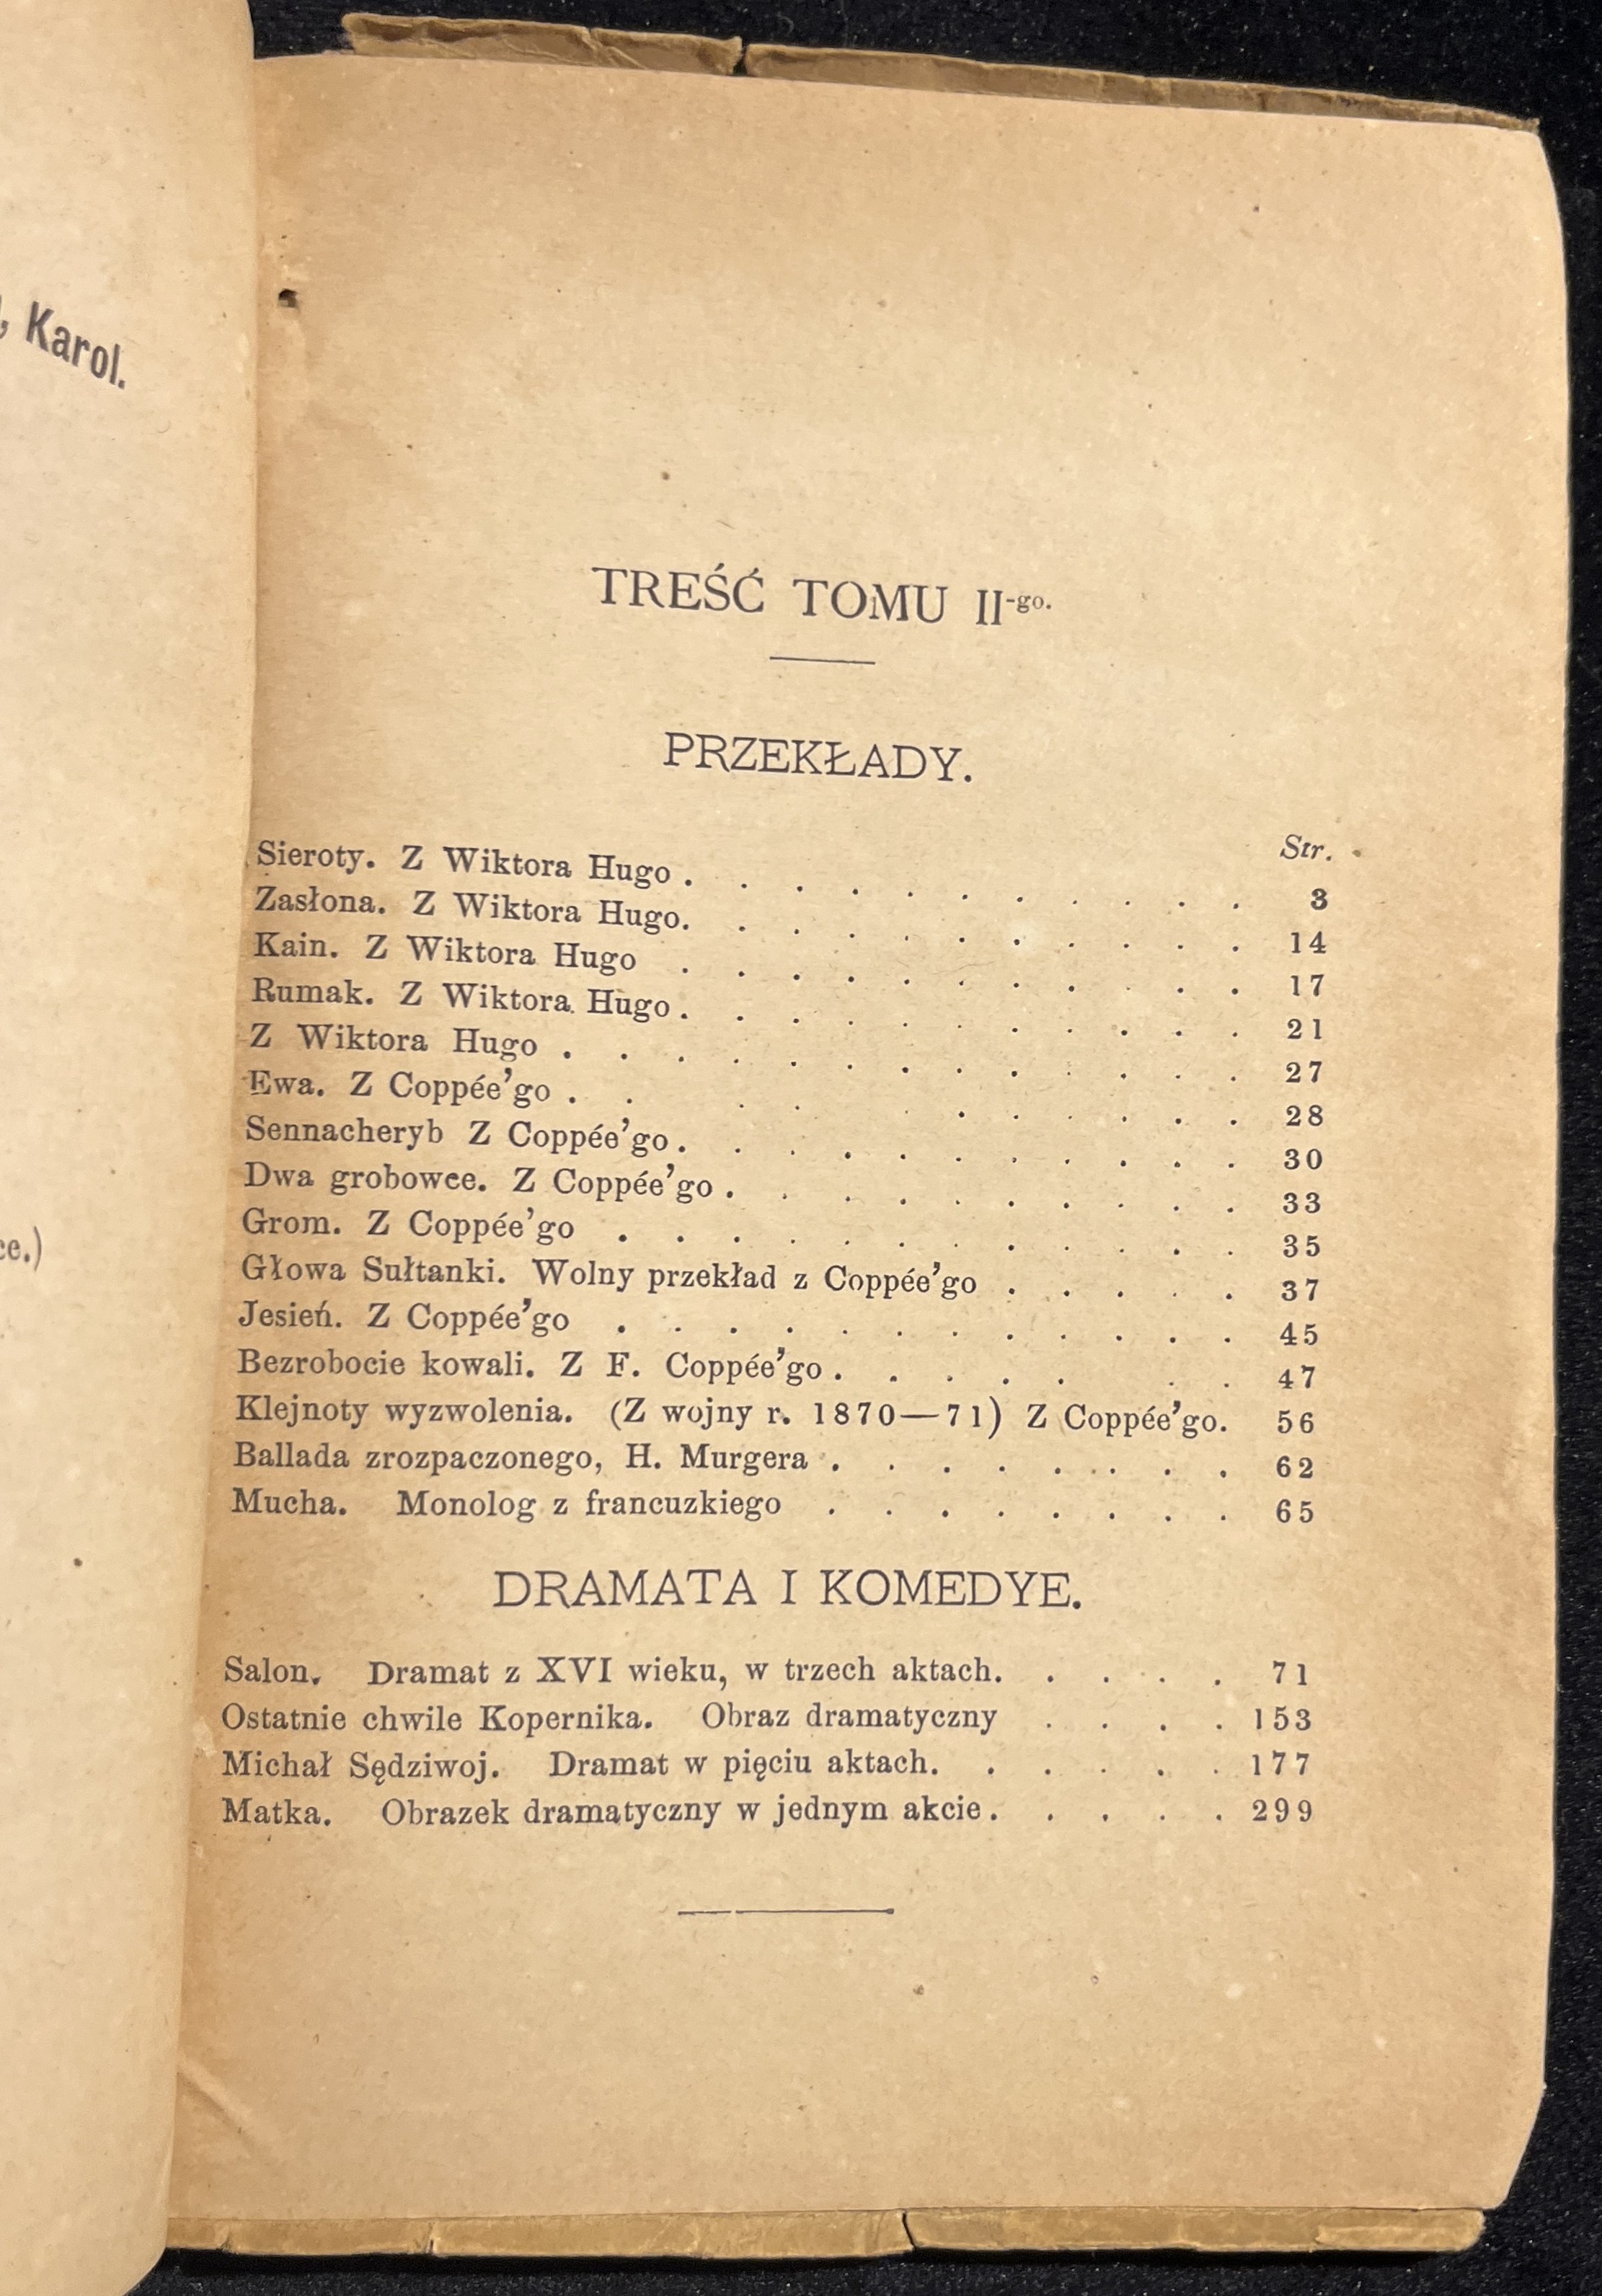 , Karol.
ce.)
TREŚĆ TOMU II-go.
PRZEKŁADY.
Str.
Sieroty. Z Wiktora Hugo . . . . . . . . . . . 3
Zasłona. Z Wiktora Hugo. . . . . . . . . . . 14
Kain. Z Wiktora Hugo . . . . . . . . . . . 17
Rumak. Z Wiktora Hugo . . . . . . . . . . . 21
Z Wiktora Hugo . . . . . . . . . . . . . 27
Ewa. Z Coppée'go . . . . . . . . . . 28
Sennacheryb Z Coppée'go . . . . . . . . . . . 30
Dwa grobowce. Z Coppée'go . . . . . . . . . . 33
Grom. Z Coppée'go . . . . . . . . . . . . 35
Głowa Sułtanki. Wolny przekład z Coppée'go . . . . . 37
Jesień. Z Coppée'go . . . . . . . . . . . . 45
Bezrobocie kowali. Z F. Coppée'go . . . . . . . 47
Klejnoty wyzwolenia. (Z wojny r. 1870—71) Z Coppée'go. 56
Ballada zrozpaczonego, H. Murgera . . . . . . . . 62
Mucha. Monolog z francuzkiego . . . . . . . . 65
DRAMATA I KOMEDYE.
Salon. Dramat z XVI wieku, w trzech aktach. . . . . 71
Ostatnie chwile Kopernika. Obraz dramatyczny . . . . 153
Michał Sędziwoj. Dramat w pięciu aktach. . . . . . 177
Matka. Obrazek dramatyczny w jednym akcie . . . . . 299